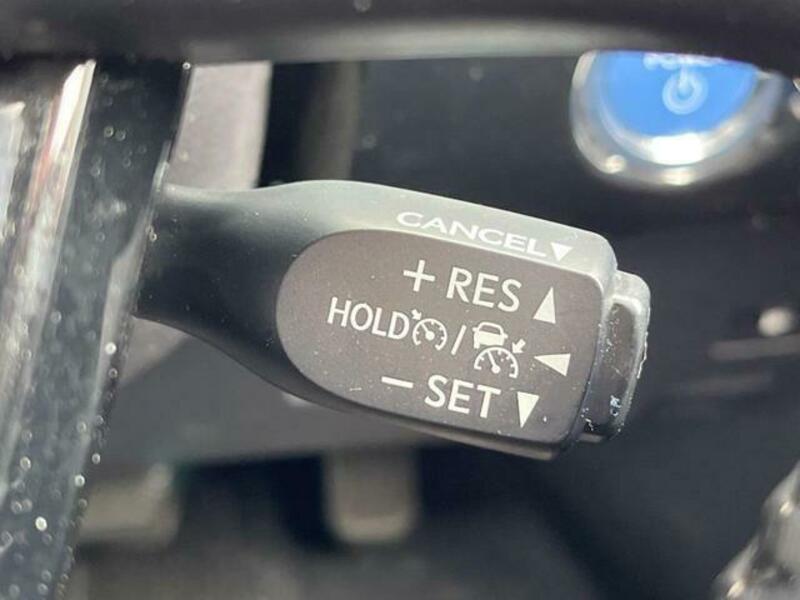 CANCEL▼
+ RES ▲
HOLD / ◀
− SET ▼